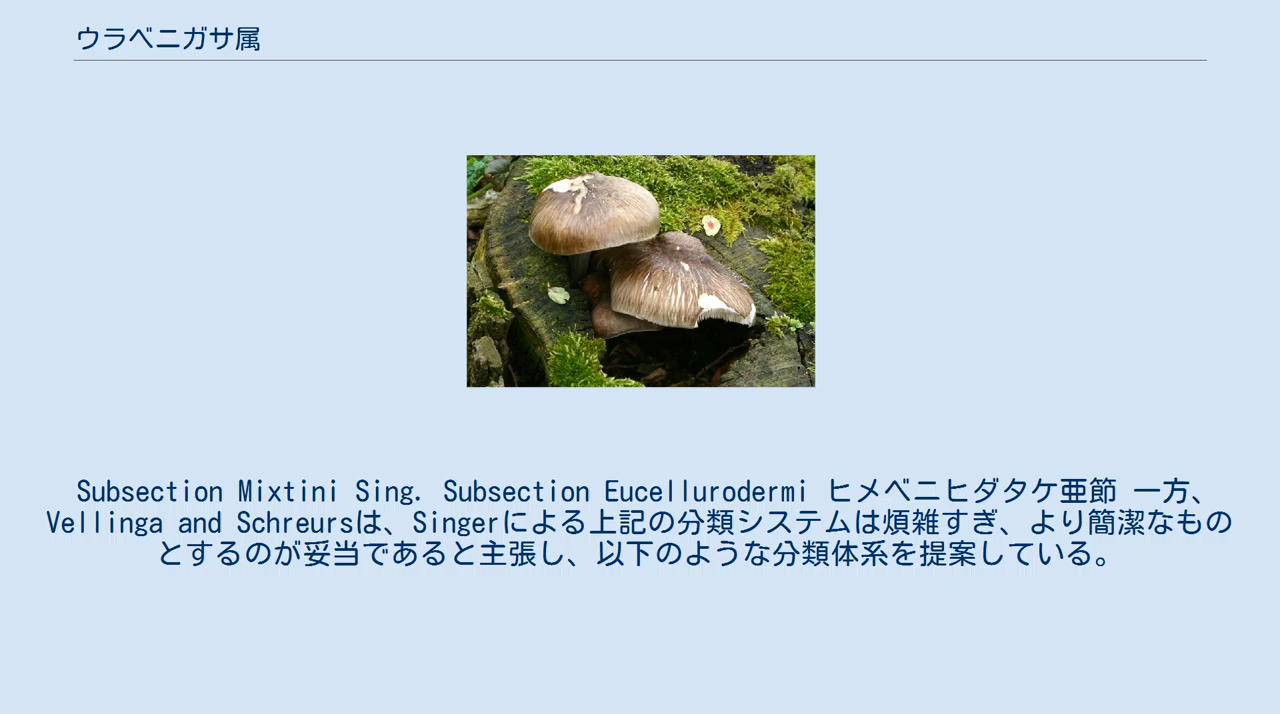 ウラベニガサ属
Subsection Mixtini Sing. Subsection Eucellurodermi ヒメベニヒダタケ亜節 一方、
Vellinga and Schreursは、Singerによる上記の分類システムは煩雑すぎ、より簡潔なもの
とするのが妥当であると主張し、以下のような分類体系を提案している。